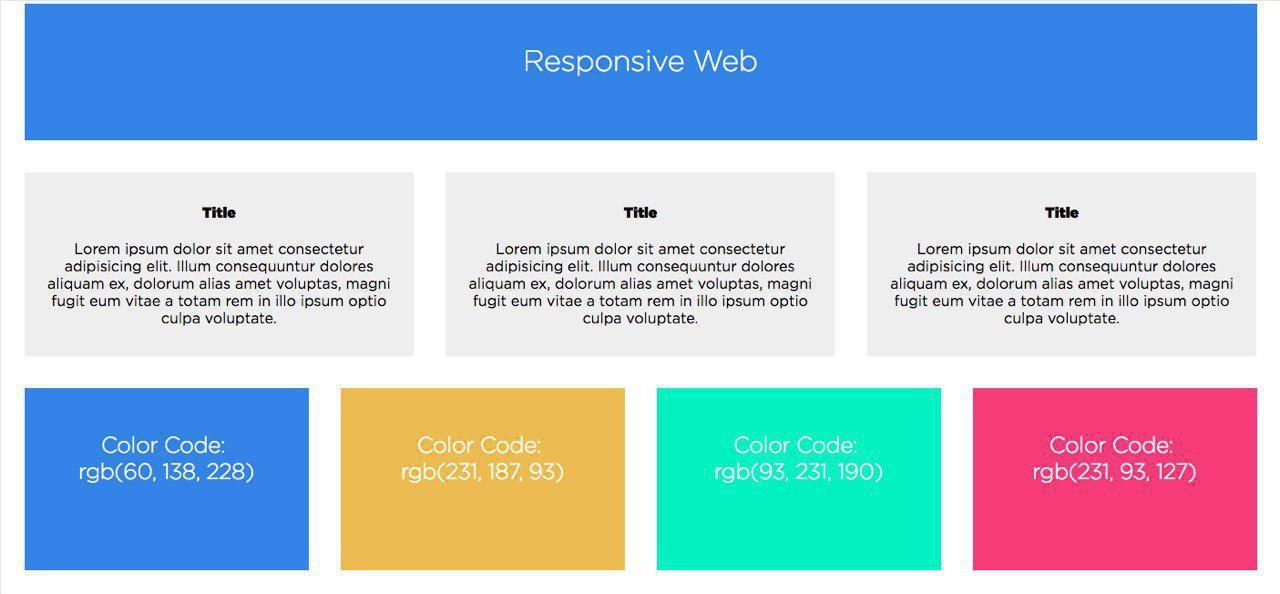 Responsive Web
Title
Lorem ipsum dolor sit amet consectetur
adipisicing elit. Illum consequuntur dolores
aliquam ex, dolorum alias amet voluptas, magni
fugit eum vitae a totam rem in illo ipsum optio
culpa voluptate.
Title
Lorem ipsum dolor sit amet consectetur
adipisicing elit. Illum consequuntur dolores
aliquam ex, dolorum alias amet voluptas, magni
fugit eum vitae a totam rem in illo ipsum optio
culpa voluptate.
Title
Lorem ipsum dolor sit amet consectetur
adipisicing elit. Illum consequuntur dolores
aliquam ex, dolorum alias amet voluptas, magni
fugit eum vitae a totam rem in illo ipsum optio
culpa voluptate.
Color Code:
rgb(60, 138, 228)
Color Code:
rgb(231, 187, 93)
Color Code:
rgb(93, 231, 190)
Color Code:
rgb(231, 93, 127)